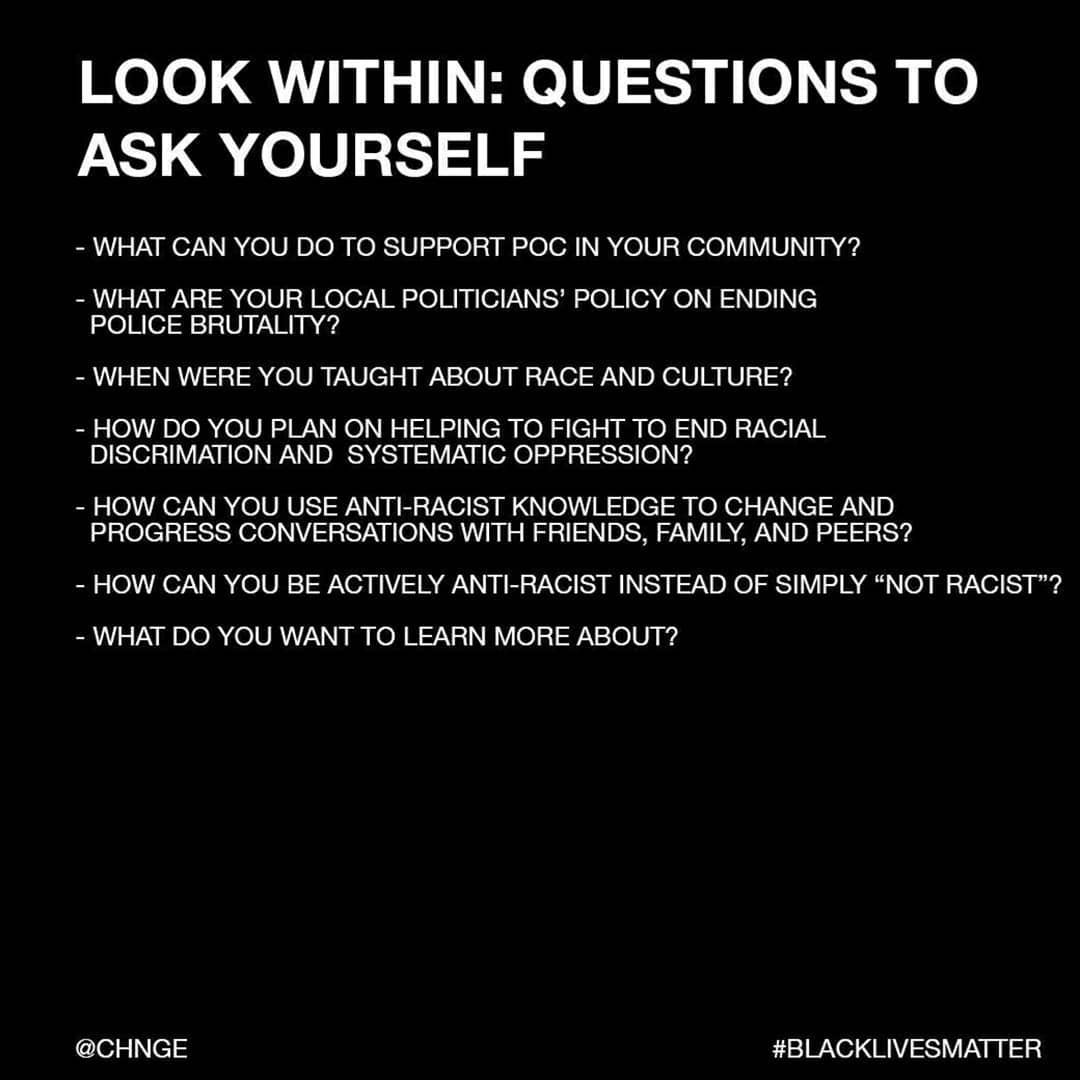 LOOK WITHIN: QUESTIONS TO
ASK YOURSELF
- WHAT CAN YOU DO TO SUPPORT POC IN YOUR COMMUNITY?
- WHAT ARE YOUR LOCAL POLITICIANS’ POLICY ON ENDING
POLICE BRUTALITY?
- WHEN WERE YOU TAUGHT ABOUT RACE AND CULTURE?
- HOW DO YOU PLAN ON HELPING TO FIGHT TO END RACIAL
DISCRIMATION AND  SYSTEMATIC OPPRESSION?
- HOW CAN YOU USE ANTI-RACIST KNOWLEDGE TO CHANGE AND
PROGRESS CONVERSATIONS WITH FRIENDS, FAMILY, AND PEERS?
- HOW CAN YOU BE ACTIVELY ANTI-RACIST INSTEAD OF SIMPLY “NOT RACIST”?
- WHAT DO YOU WANT TO LEARN MORE ABOUT?
@CHNGE
#BLACKLIVESMATTER